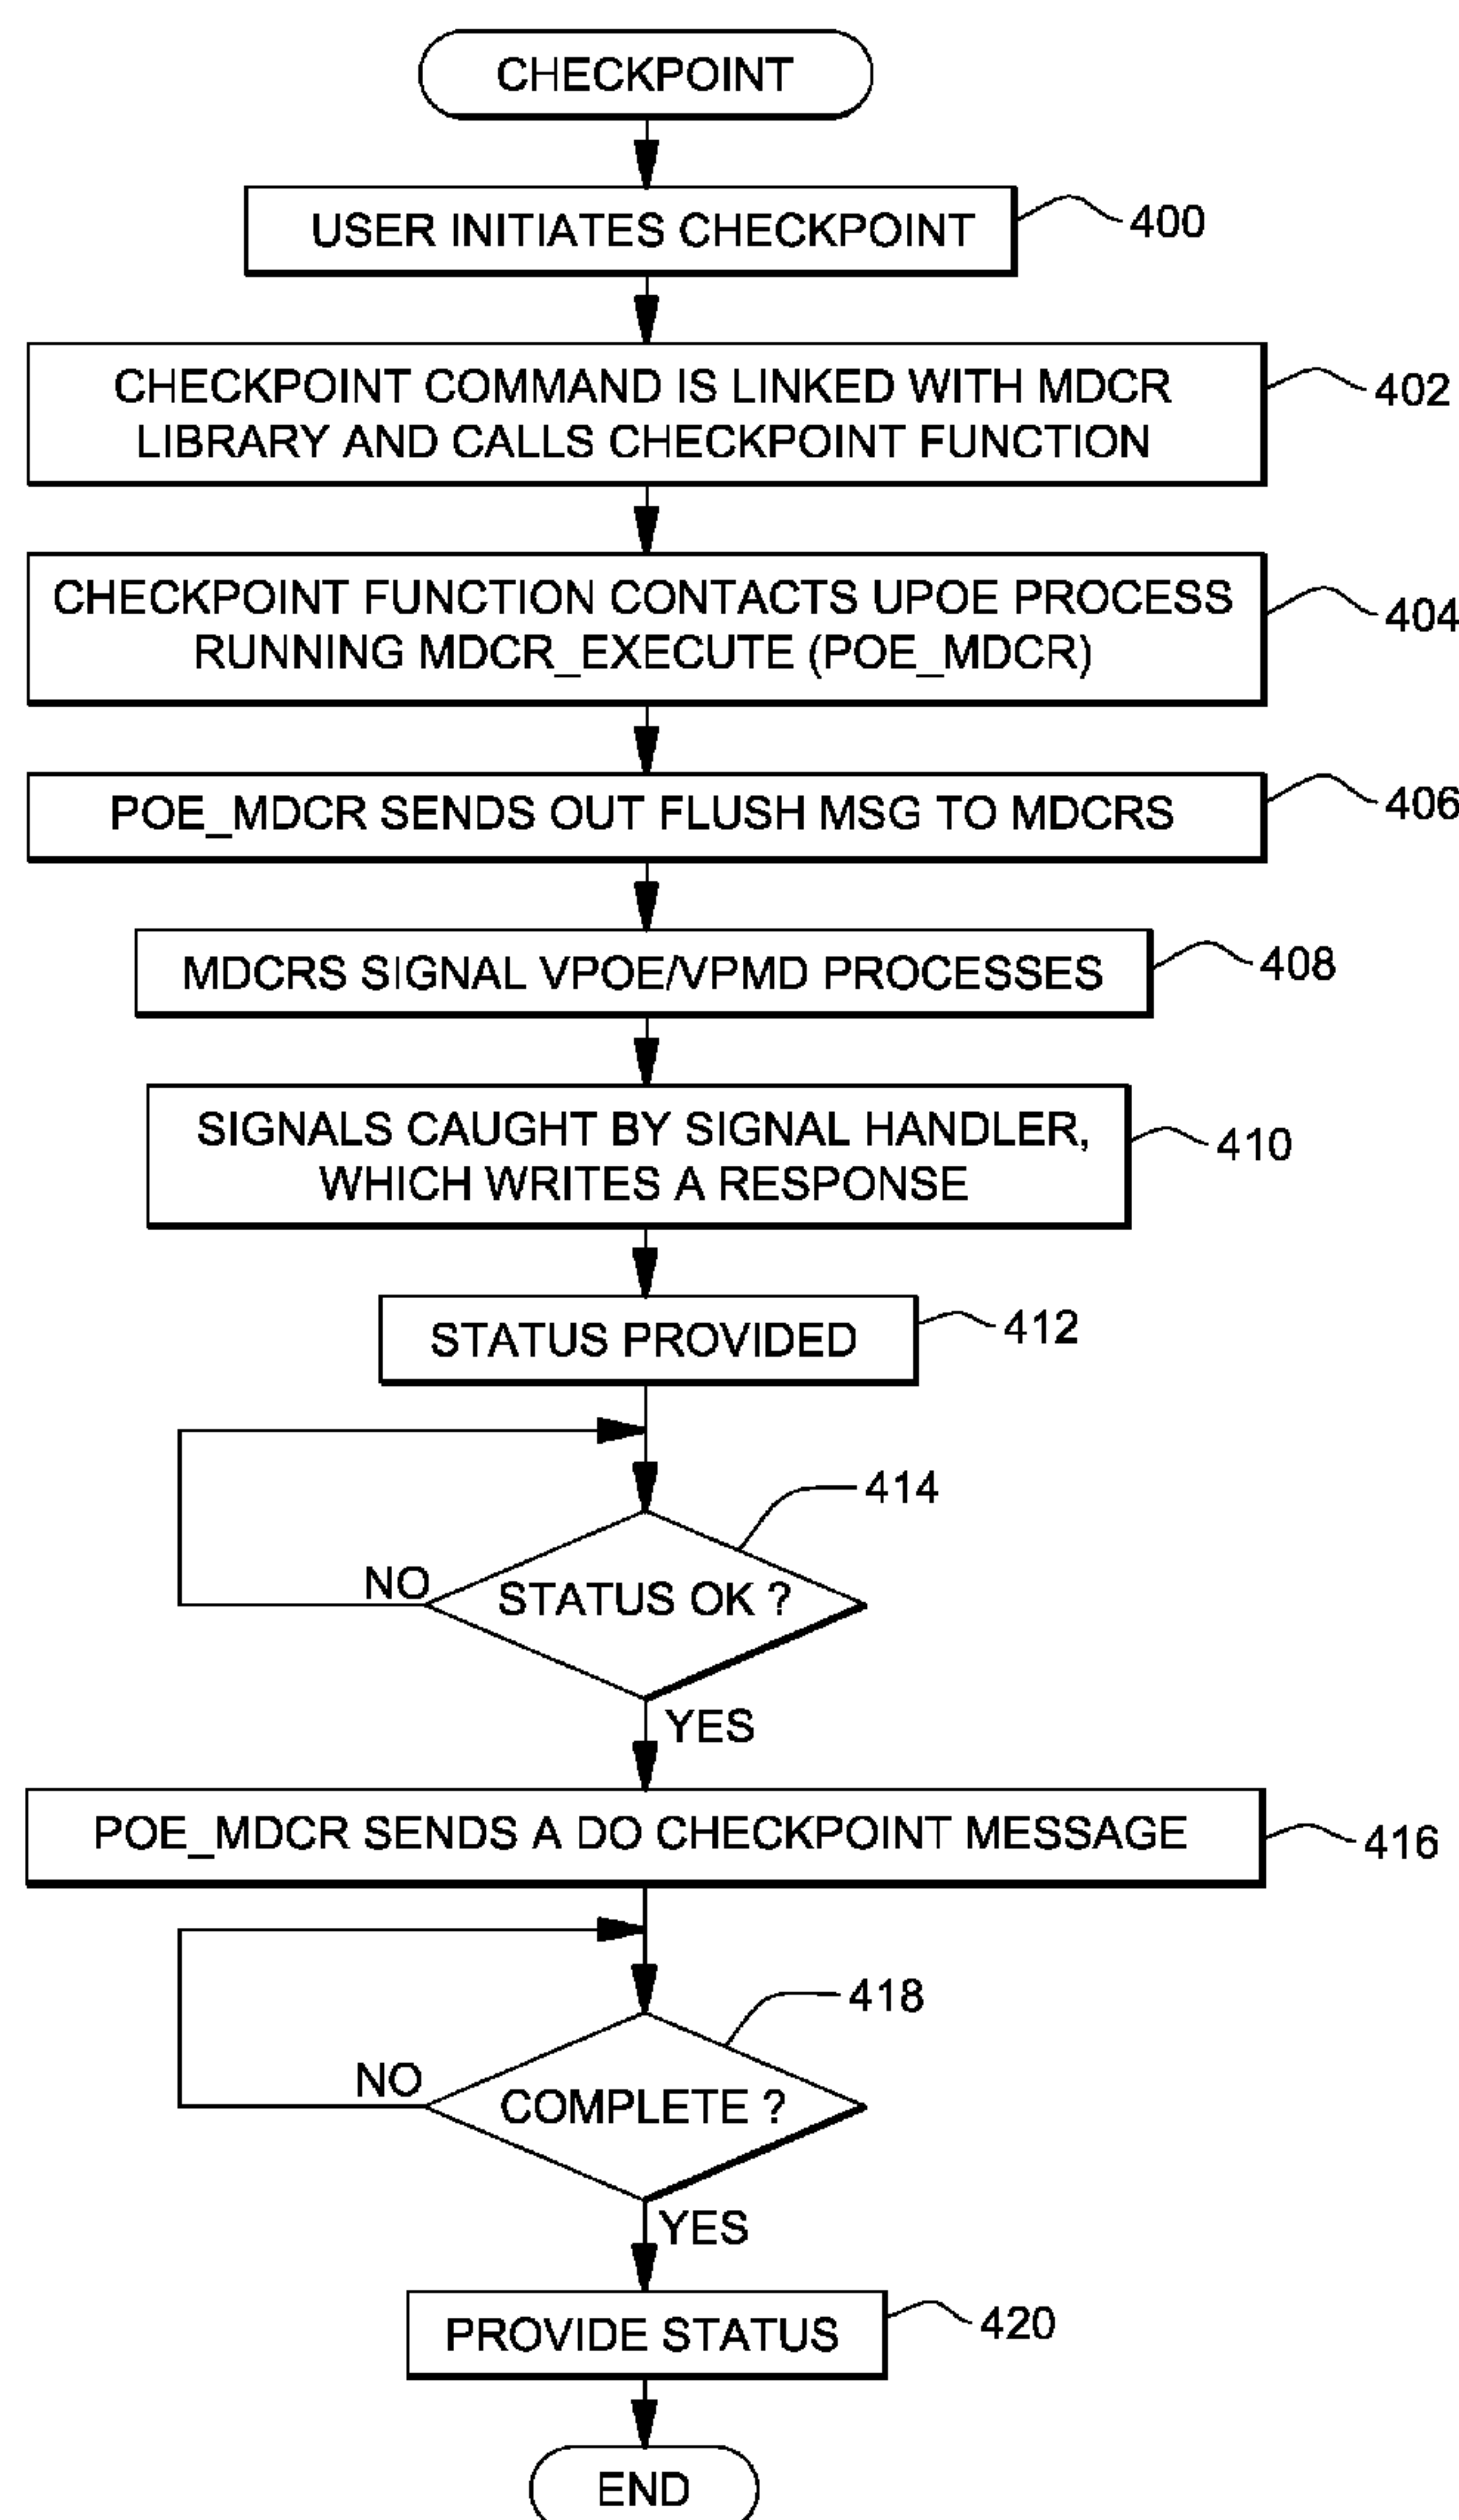 CHECKPOINT
USER INITIATES CHECKPOINT
400
CHECKPOINT COMMAND IS LINKED WITH MDCR
LIBRARY AND CALLS CHECKPOINT FUNCTION
402
CHECKPOINT FUNCTION CONTACTS UPOE PROCESS
RUNNING MDCR_EXECUTE (POE_MDCR)
404
POE_MDCR SENDS OUT FLUSH MSG TO MDCRS
406
MDCRS SIGNAL VPOE/VPMD PROCESSES
408
SIGNALS CAUGHT BY SIGNAL HANDLER,
WHICH WRITES A RESPONSE
410
STATUS PROVIDED
412
414
NO
STATUS OK ?
YES
POE_MDCR SENDS A DO CHECKPOINT MESSAGE
416
418
NO
COMPLETE ?
YES
PROVIDE STATUS
420
END